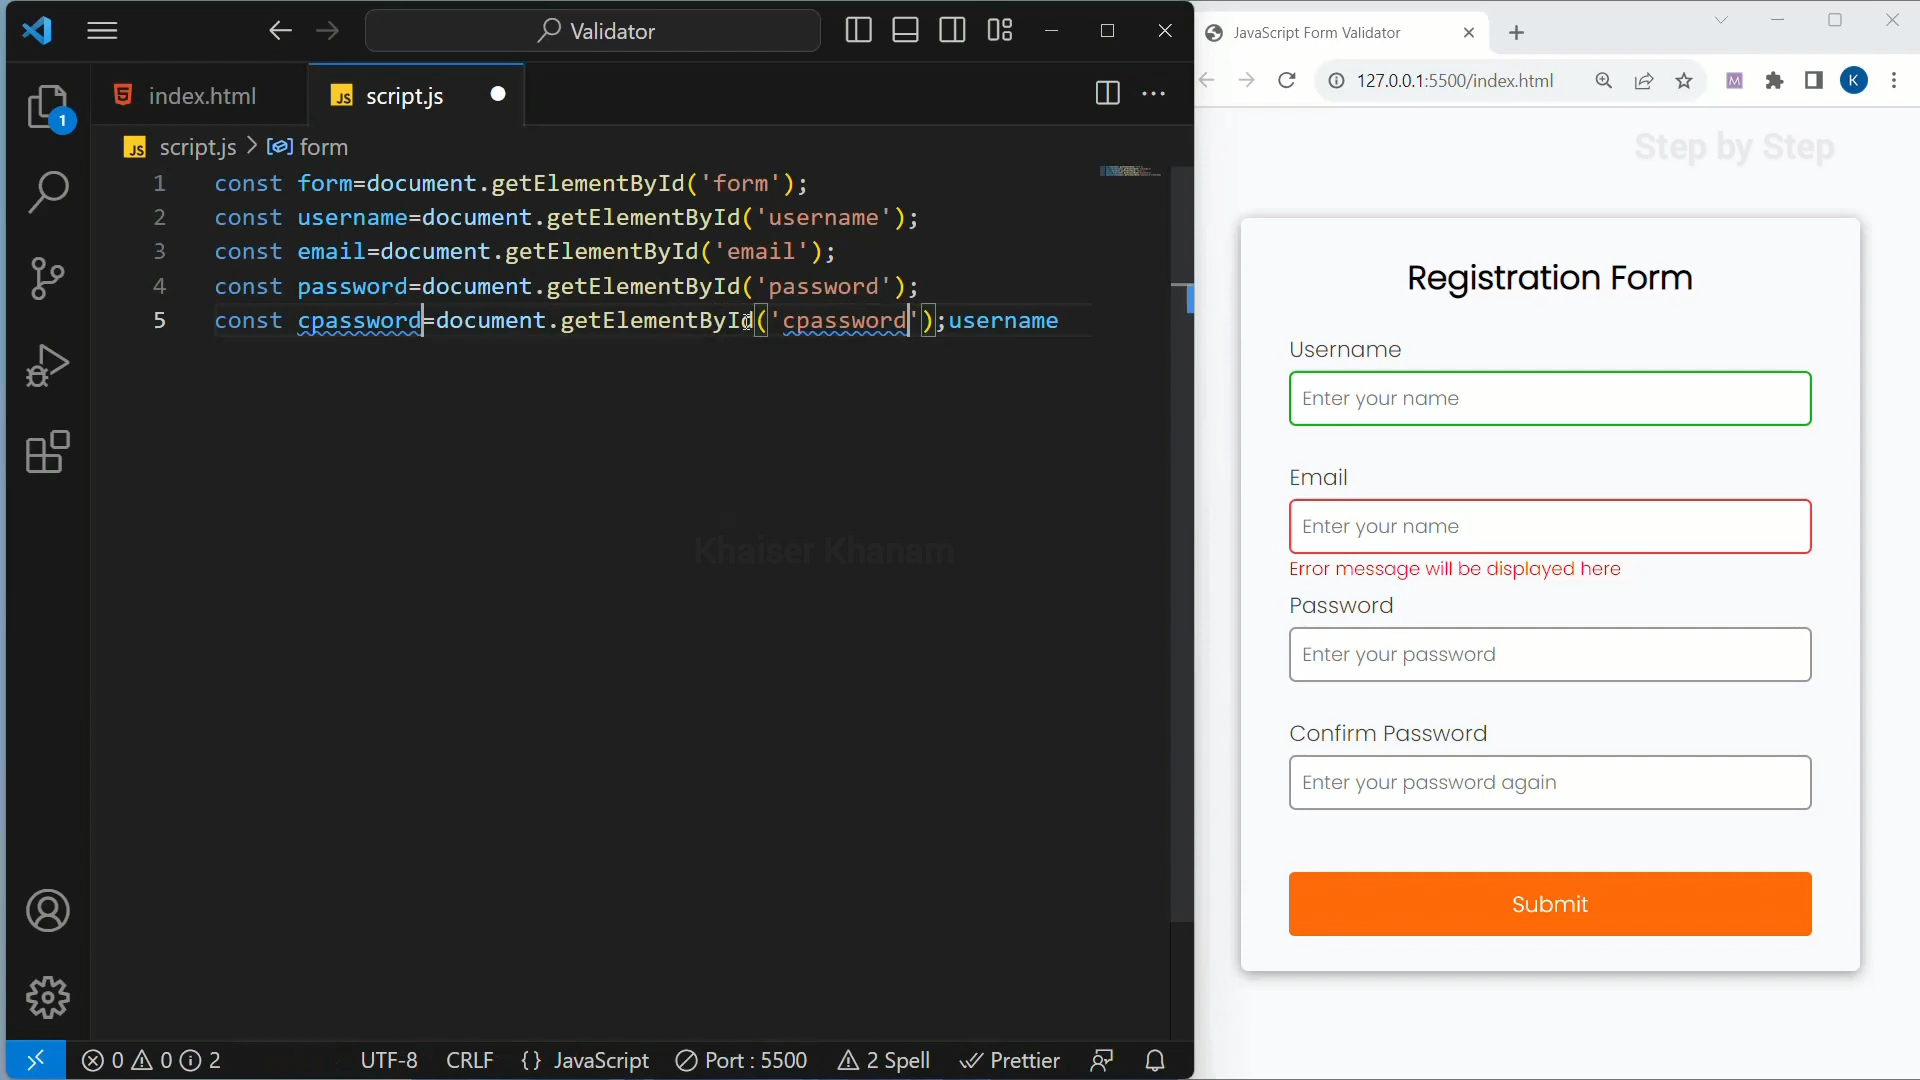 Validator
index.html
script.js
1
script.js > form
1 const form=document.getElementById('form');
2 const username=document.getElementById('username');
3 const email=document.getElementById('email');
4 const password=document.getElementById('password');
5 const cpassword=document.getElementById('cpassword');username
Khaiser Khanam
0 0 2
UTF-8
CRLF
{ } JavaScript
Port : 5500
2 Spell
Prettier
JavaScript Form Validator
127.0.0.1:5500/index.html
M
K
Step by Step
Registration Form
Username
Enter your name
Email
Enter your name
Error message will be displayed here
Password
Enter your password
Confirm Password
Enter your password again
Submit